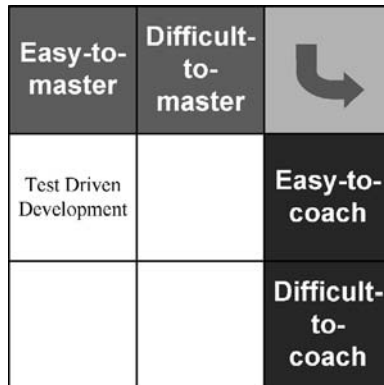 Easy-to-
master
Difficult-
to-
master
Test Driven
Development
Easy-to-
coach
Difficult-
to-
coach